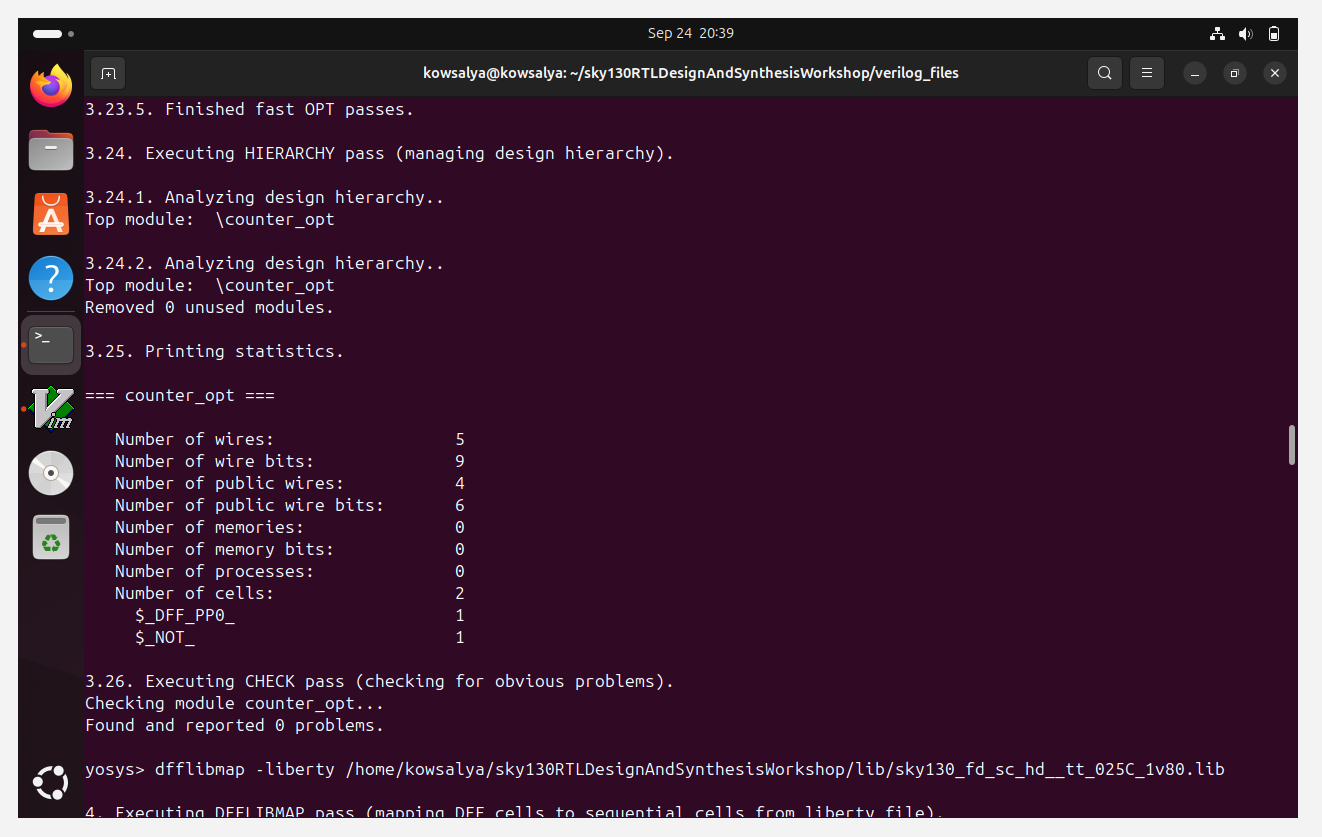 Sep 24 20:39
kowsalya@kowsalya: ~/sky130RTLDesignAndSynthesisWorkshop/verilog_files
3.23.5. Finished fast OPT passes.
3.24. Executing HIERARCHY pass (managing design hierarchy).
3.24.1. Analyzing design hierarchy..
Top module:  \counter_opt
3.24.2. Analyzing design hierarchy..
Top module:  \counter_opt
Removed 0 unused modules.
3.25. Printing statistics.
=== counter_opt ===
Number of wires: 5
Number of wire bits: 9
Number of public wires: 4
Number of public wire bits: 6
Number of memories: 0
Number of memory bits: 0
Number of processes: 0
Number of cells: 2
$_DFF_PP0_ 1
$_NOT_ 1
3.26. Executing CHECK pass (checking for obvious problems).
Checking module counter_opt...
Found and reported 0 problems.
yosys> dfflibmap -liberty /home/kowsalya/sky130RTLDesignAndSynthesisWorkshop/lib/sky130_fd_sc_hd__tt_025C_1v80.lib
4. Executing DFFLIBMAP pass (mapping DFF cells to sequential cells from liberty file).